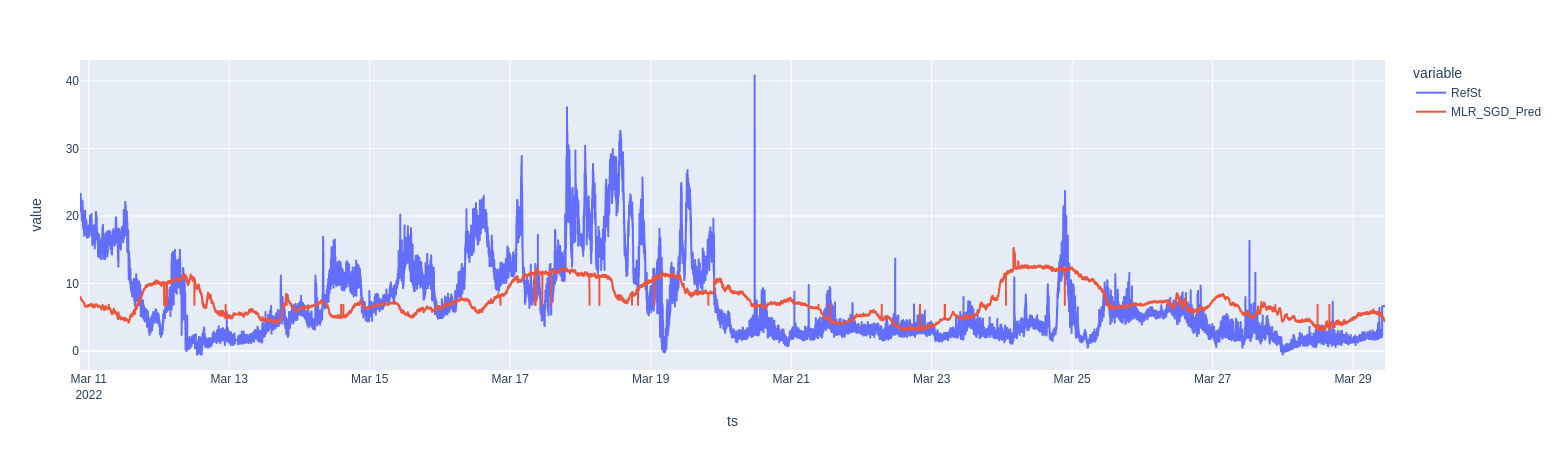 variable
RefSt
MLR_SGD_Pred
value
40
30
20
10
0
Mar 11
2022
Mar 13
Mar 15
Mar 17
Mar 19
Mar 21
Mar 23
Mar 25
Mar 27
Mar 29
ts